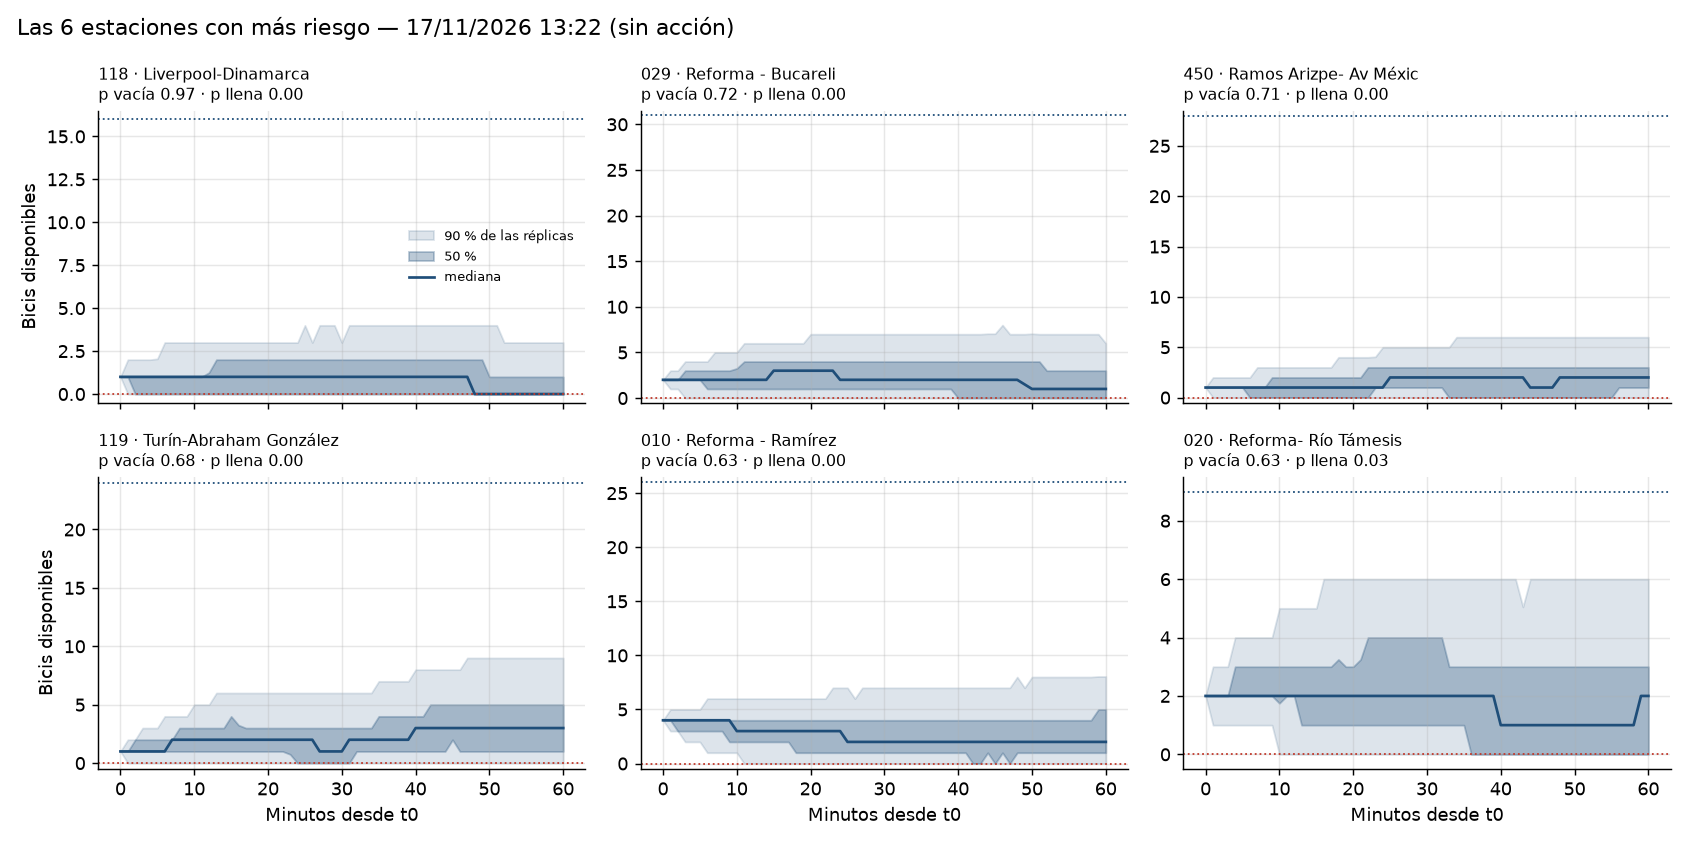 Las 6 estaciones con más riesgo — 17/11/2026 13:22 (sin acción)
118 · Liverpool-Dinamarca
p vacía 0.97 · p llena 0.00
029 · Reforma - Bucareli
p vacía 0.72 · p llena 0.00
450 · Ramos Arizpe- Av Méxic
p vacía 0.71 · p llena 0.00
Bicis disponibles
15.0
12.5
10.0
7.5
5.0
2.5
0.0
90 % de las réplicas
50 %
mediana
30
25
20
15
10
5
0
25
20
15
10
5
0
119 · Turín-Abraham González
p vacía 0.68 · p llena 0.00
010 · Reforma - Ramírez
p vacía 0.63 · p llena 0.00
020 · Reforma- Río Támesis
p vacía 0.63 · p llena 0.03
Bicis disponibles
20
15
10
5
0
0 10 20 30 40 50 60
Minutos desde t0
25
20
15
10
5
0
0 10 20 30 40 50 60
Minutos desde t0
8
6
4
2
0
0 10 20 30 40 50 60
Minutos desde t0